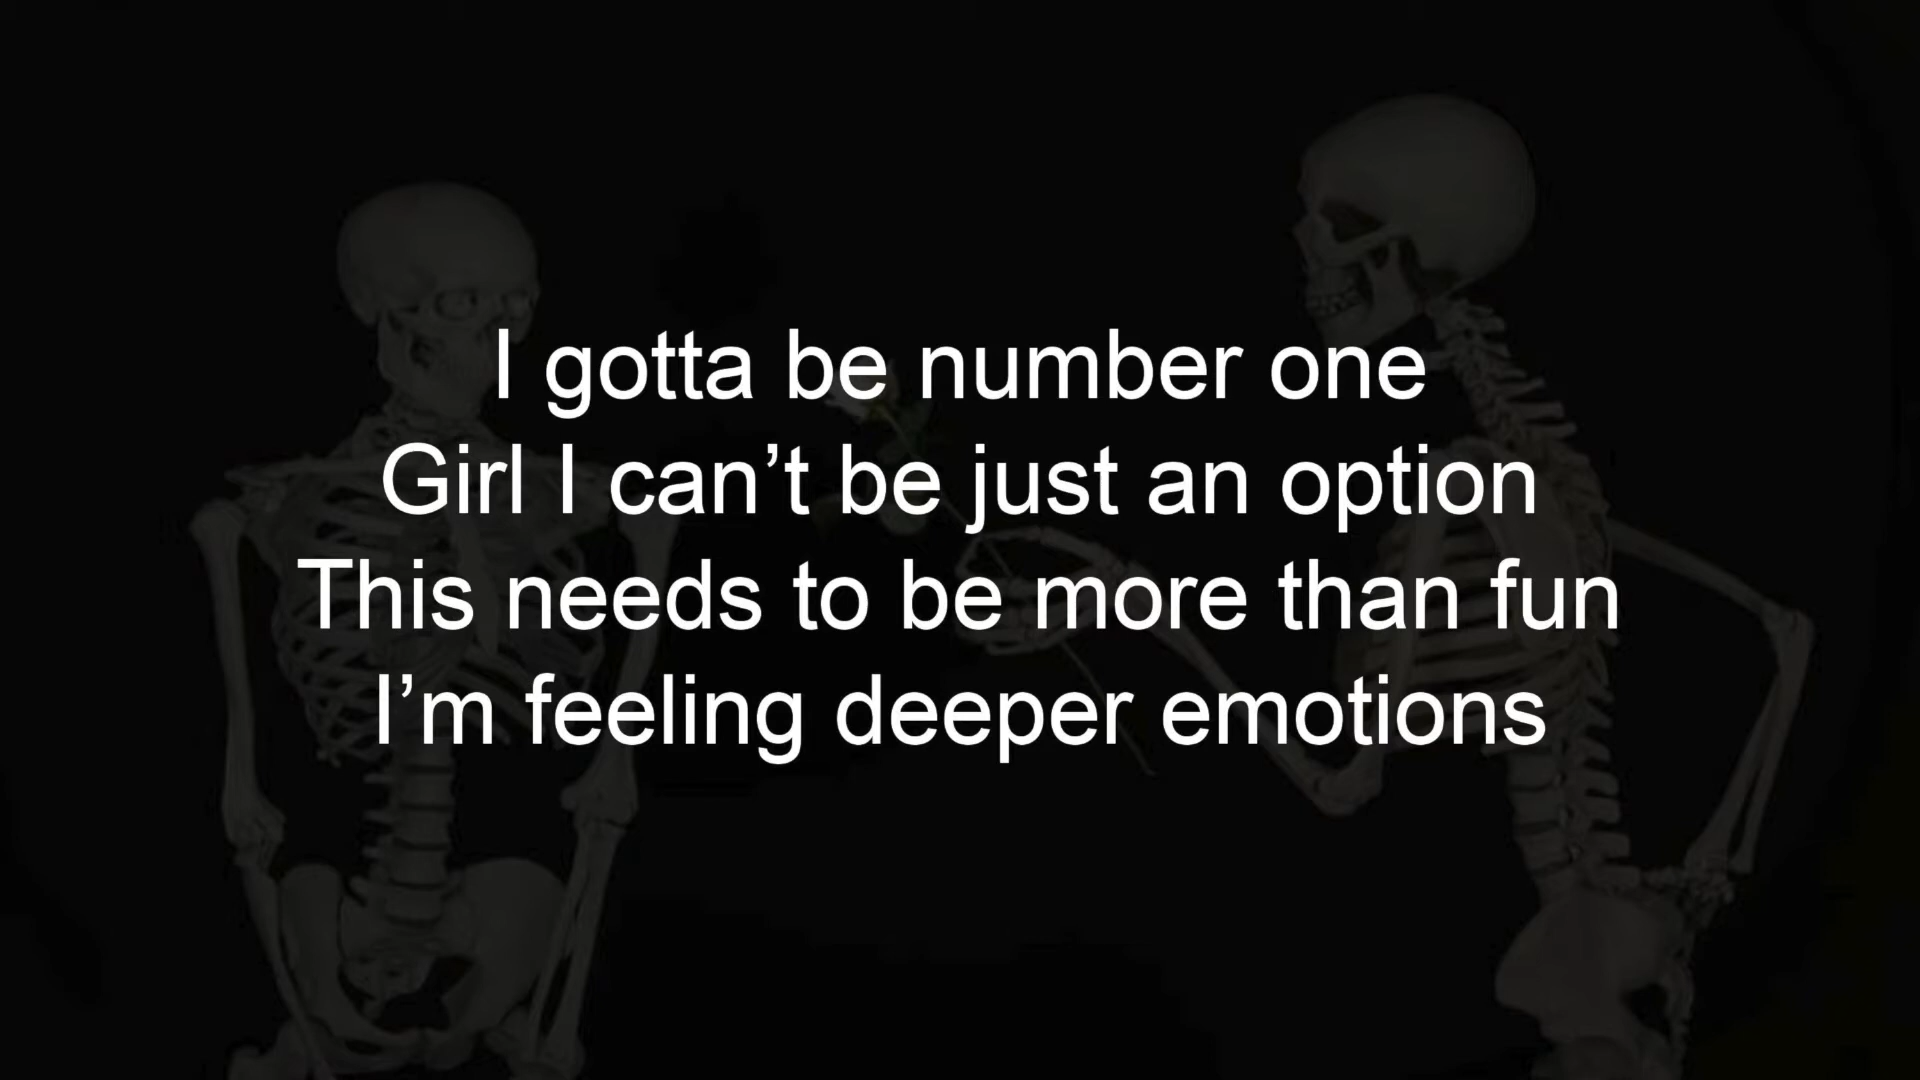 I gotta be number one
Girl I can’t be just an option
This needs to be more than fun
I’m feeling deeper emotions